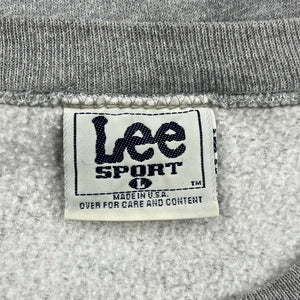 Lee
SPORT
L
TM
MADE IN U.S.A.
OVER FOR CARE AND CONTENT